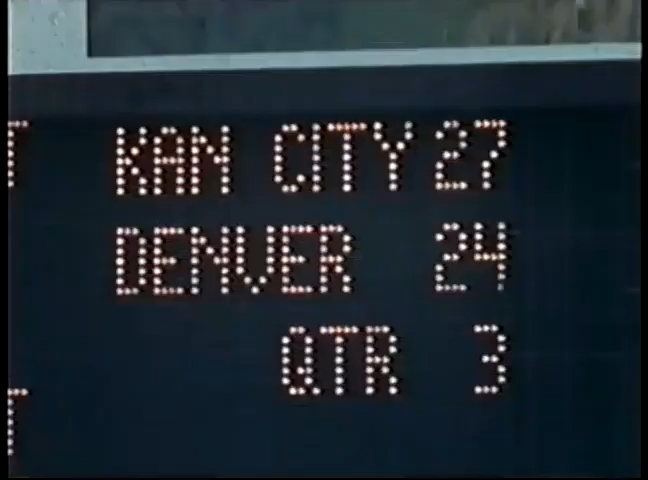 T
KAN CITY 27
DENVER 24
QTR 3
T